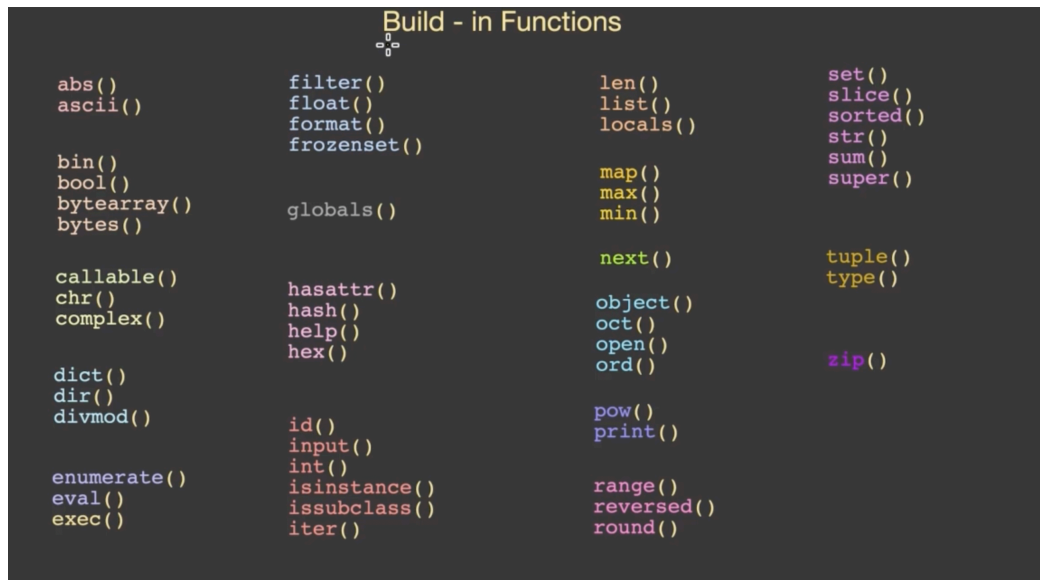 Build - in Functions
abs()
ascii()
bin()
bool()
bytearray()
bytes()
callable()
chr()
complex()
dict()
dir()
divmod()
enumerate()
eval()
exec()
filter()
float()
format()
frozenset()
globals()
hasattr()
hash()
help()
hex()
id()
input()
int()
isinstance()
issubclass()
iter()
len()
list()
locals()
map()
max()
min()
next()
object()
oct()
open()
ord()
pow()
print()
range()
reversed()
round()
set()
slice()
sorted()
str()
sum()
super()
tuple()
type()
zip()